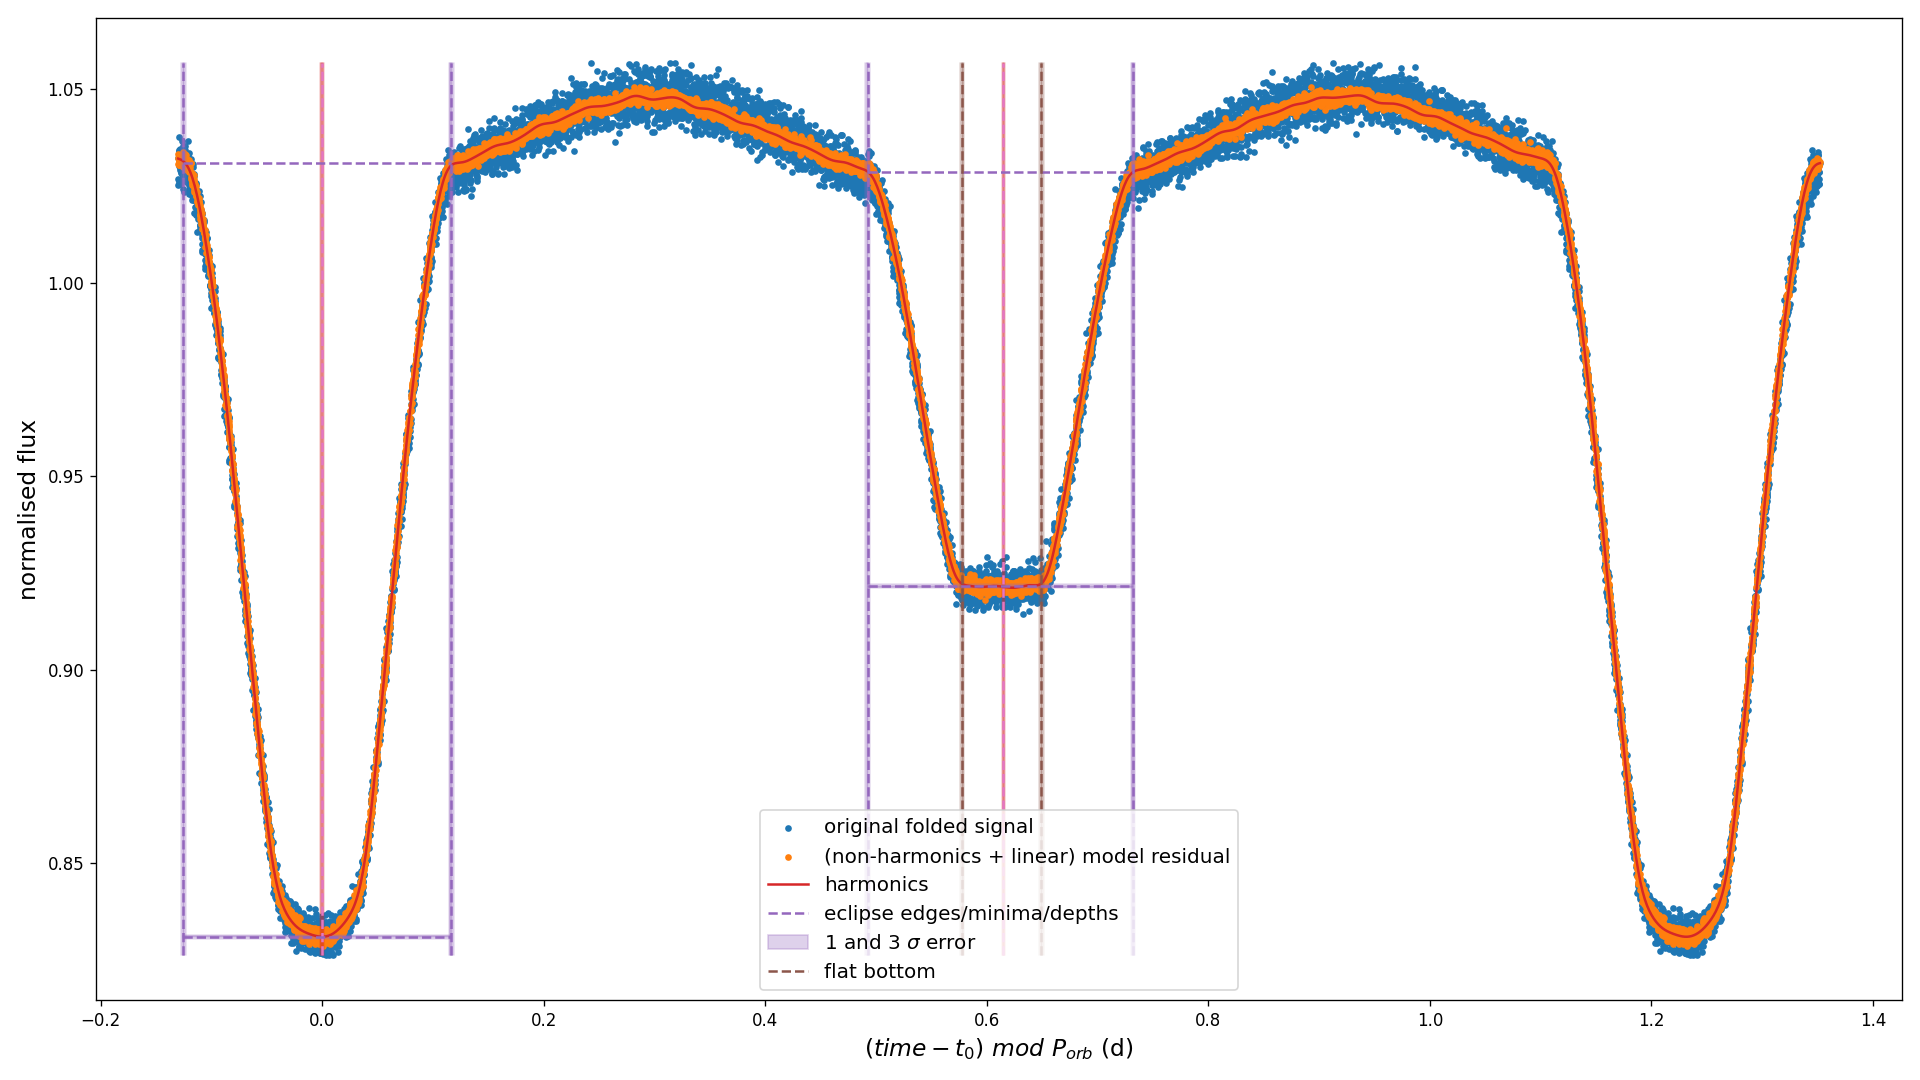 normalised flux
1.05
1.00
0.95
0.90
0.85
original folded signal
(non-harmonics + linear) model residual
harmonics
eclipse edges/minima/depths
1 and 3 σ error
flat bottom
−0.2 0.0 0.2 0.4 0.6 0.8 1.0 1.2 1.4
(time − t₀) mod Pₒᵣb (d)